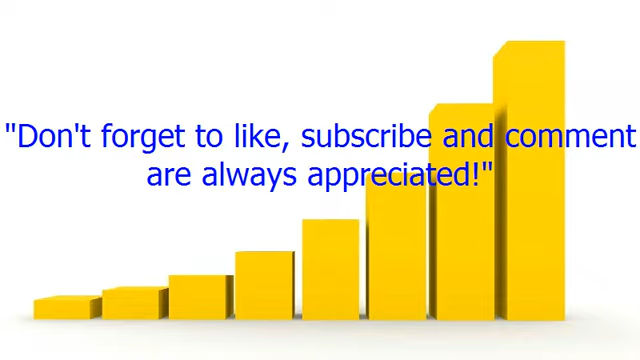 "Don't forget to like, subscribe and comment
are always appreciated!"